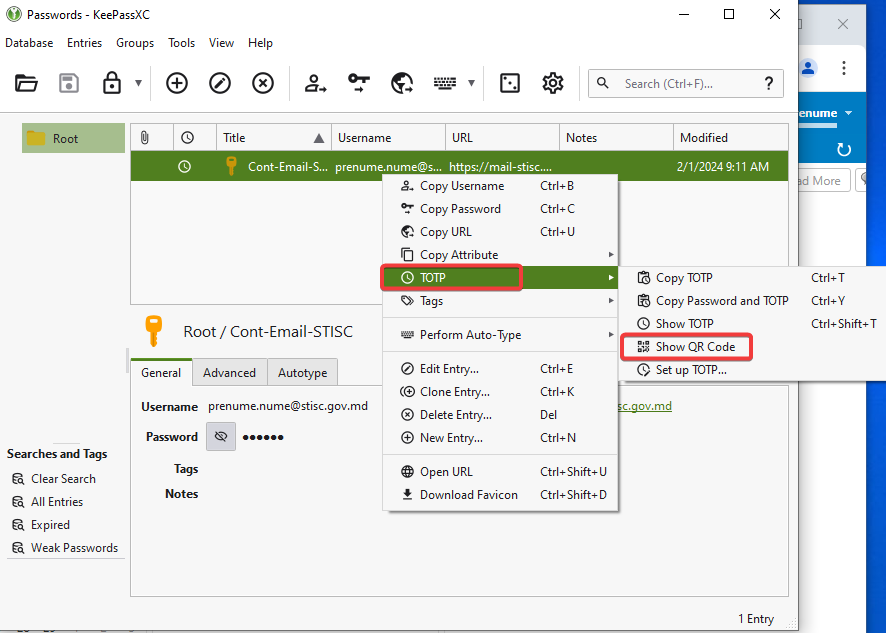 Passwords - KeePassXC
Database Entries Groups Tools View Help
Search (Ctrl+F)... ?
enume
ad More
Root
Title Username URL Notes Modified
Cont-Email-S... prenume.nume@s... https://mail-stisc.... 2/1/2024 9:11 AM
Copy Username Ctrl+B
Copy Password Ctrl+C
Copy URL Ctrl+U
Copy Attribute
TOTP
Tags
Perform Auto-Type
Edit Entry... Ctrl+E
Clone Entry... Ctrl+K
Delete Entry... Del
New Entry... Ctrl+N
Open URL Ctrl+Shift+U
Download Favicon Ctrl+Shift+D
Copy TOTP Ctrl+T
Copy Password and TOTP Ctrl+Y
Show TOTP Ctrl+Shift+T
Show QR Code
Set up TOTP...
Root / Cont-Email-STISC
General Advanced Autotype
Username prenume.nume@stisc.gov.md
sc.gov.md
Password ●●●●●●
Tags
Notes
Searches and Tags
Clear Search
All Entries
Expired
Weak Passwords
1 Entry